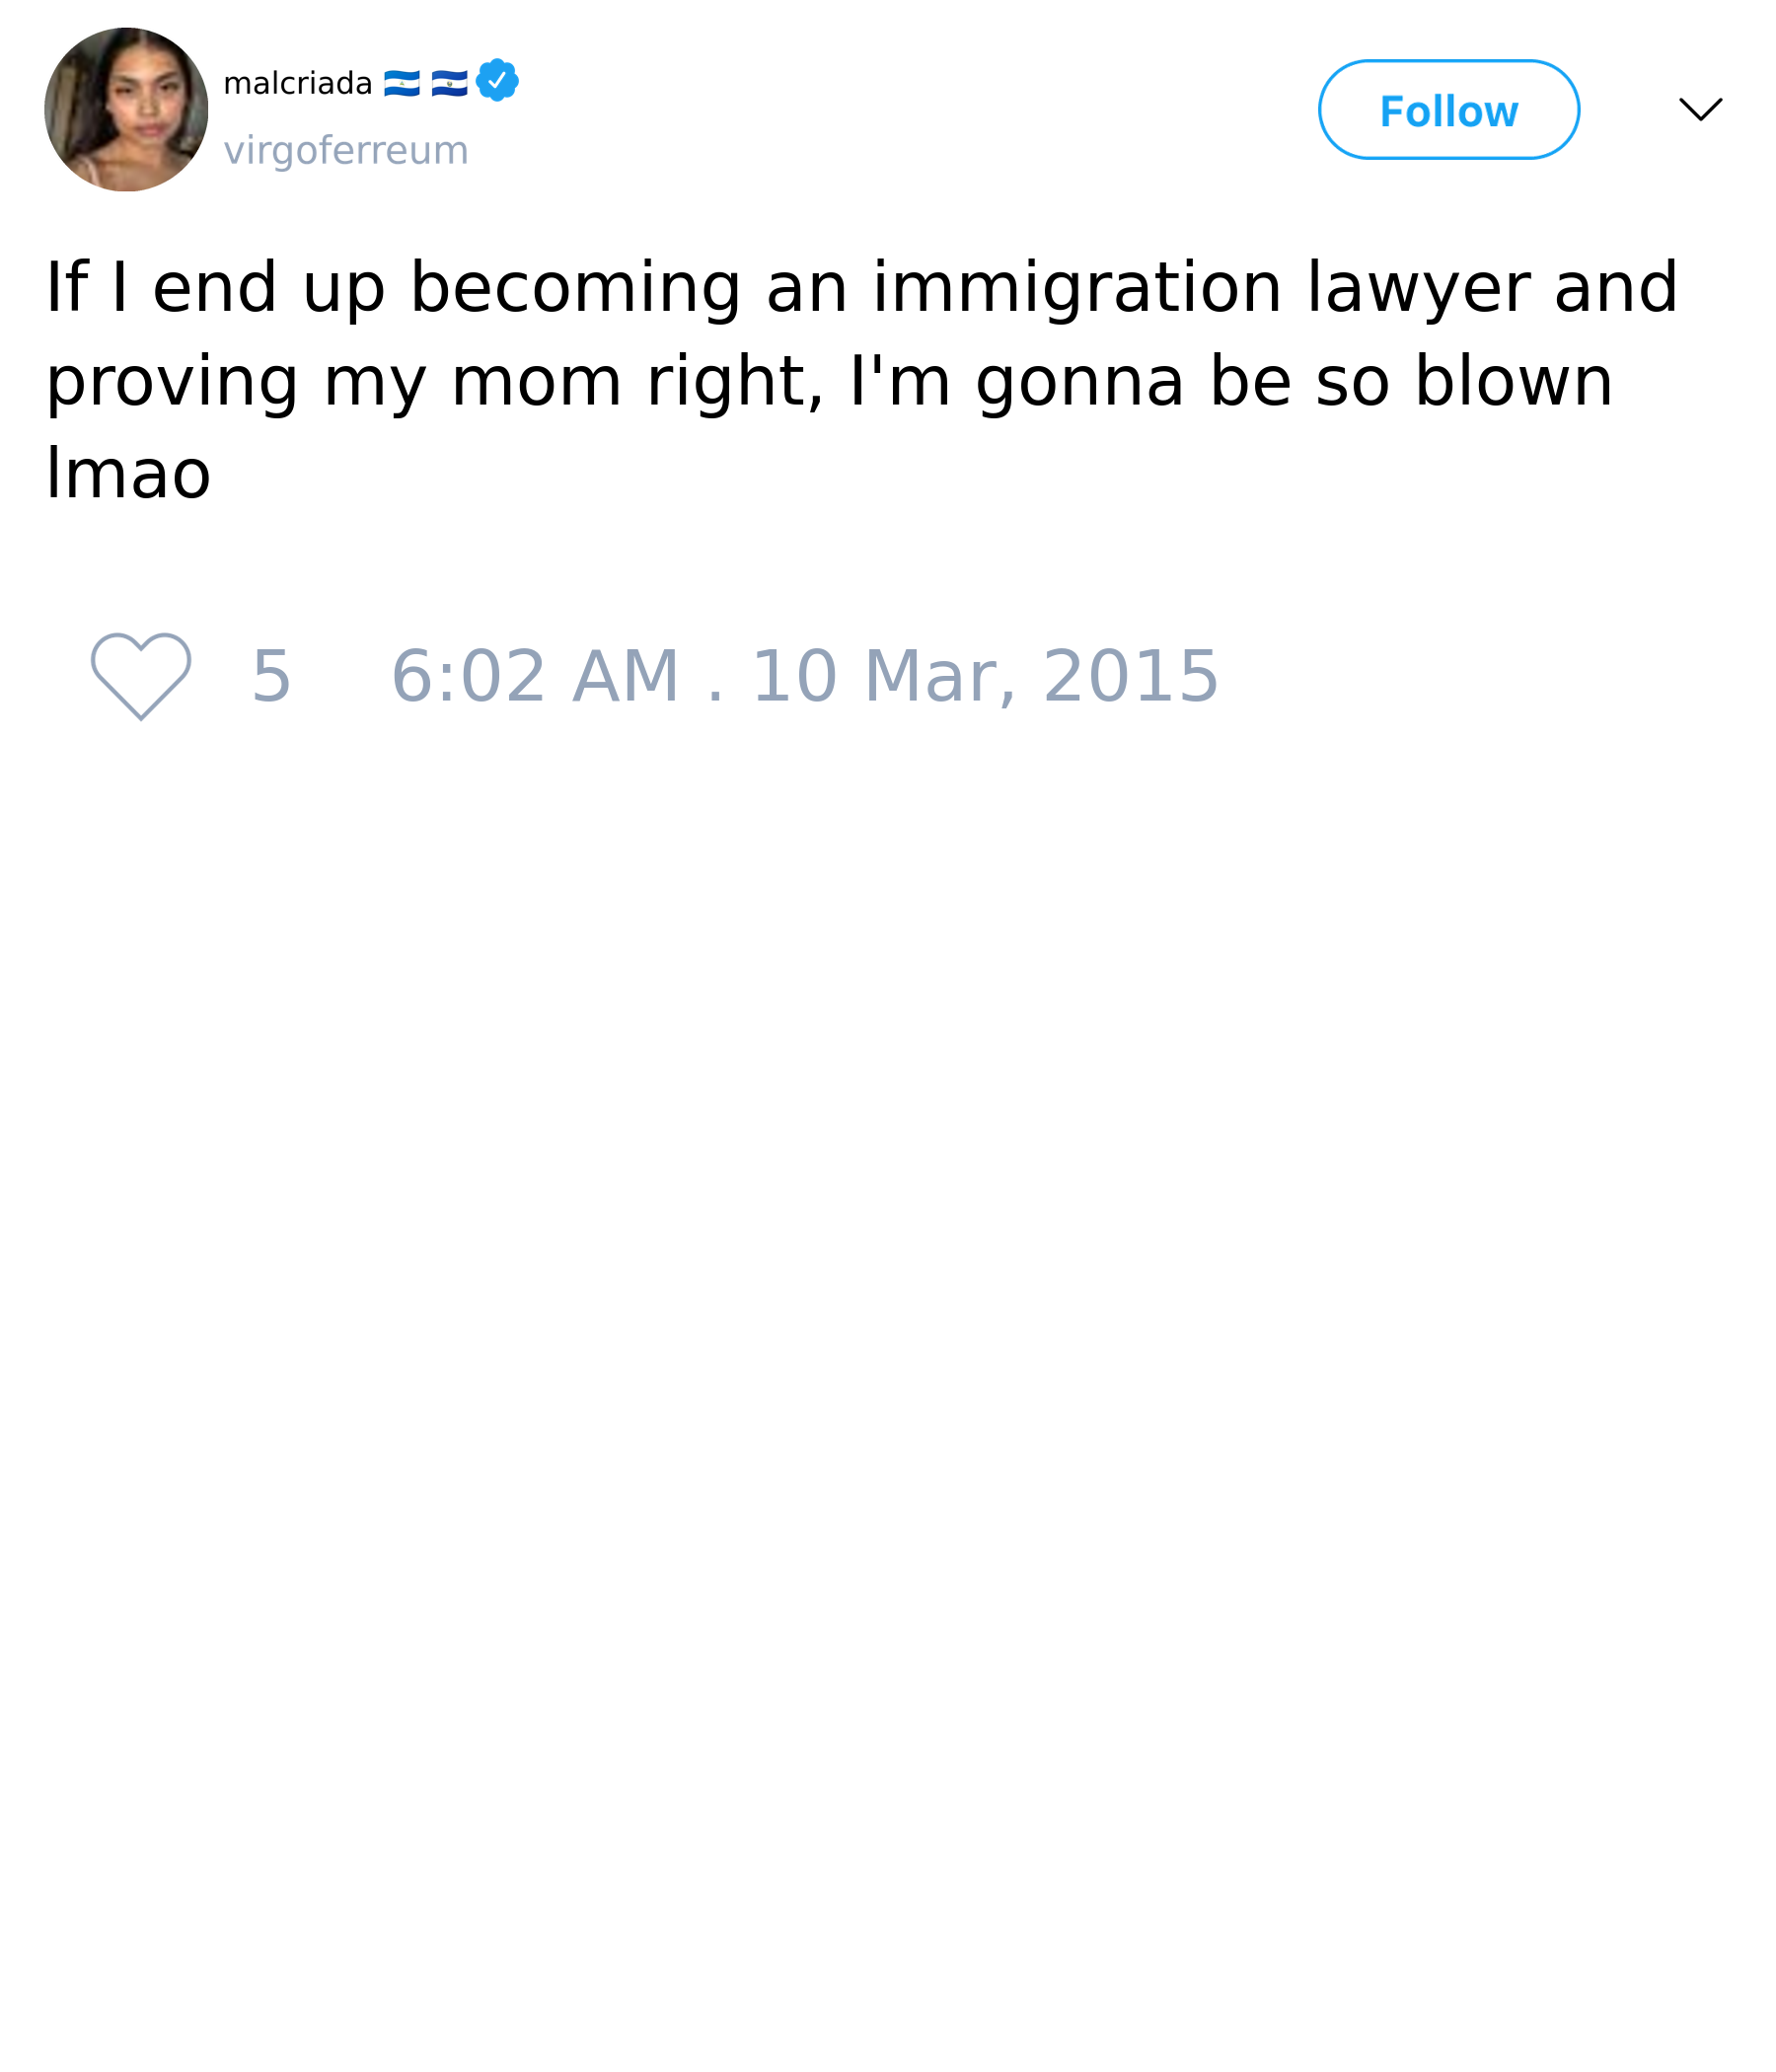 malcriada 🇳🇮 🇸🇻
virgoferreum
Follow
If I end up becoming an immigration lawyer and
proving my mom right, I'm gonna be so blown
lmao
5 6:02 AM . 10 Mar, 2015